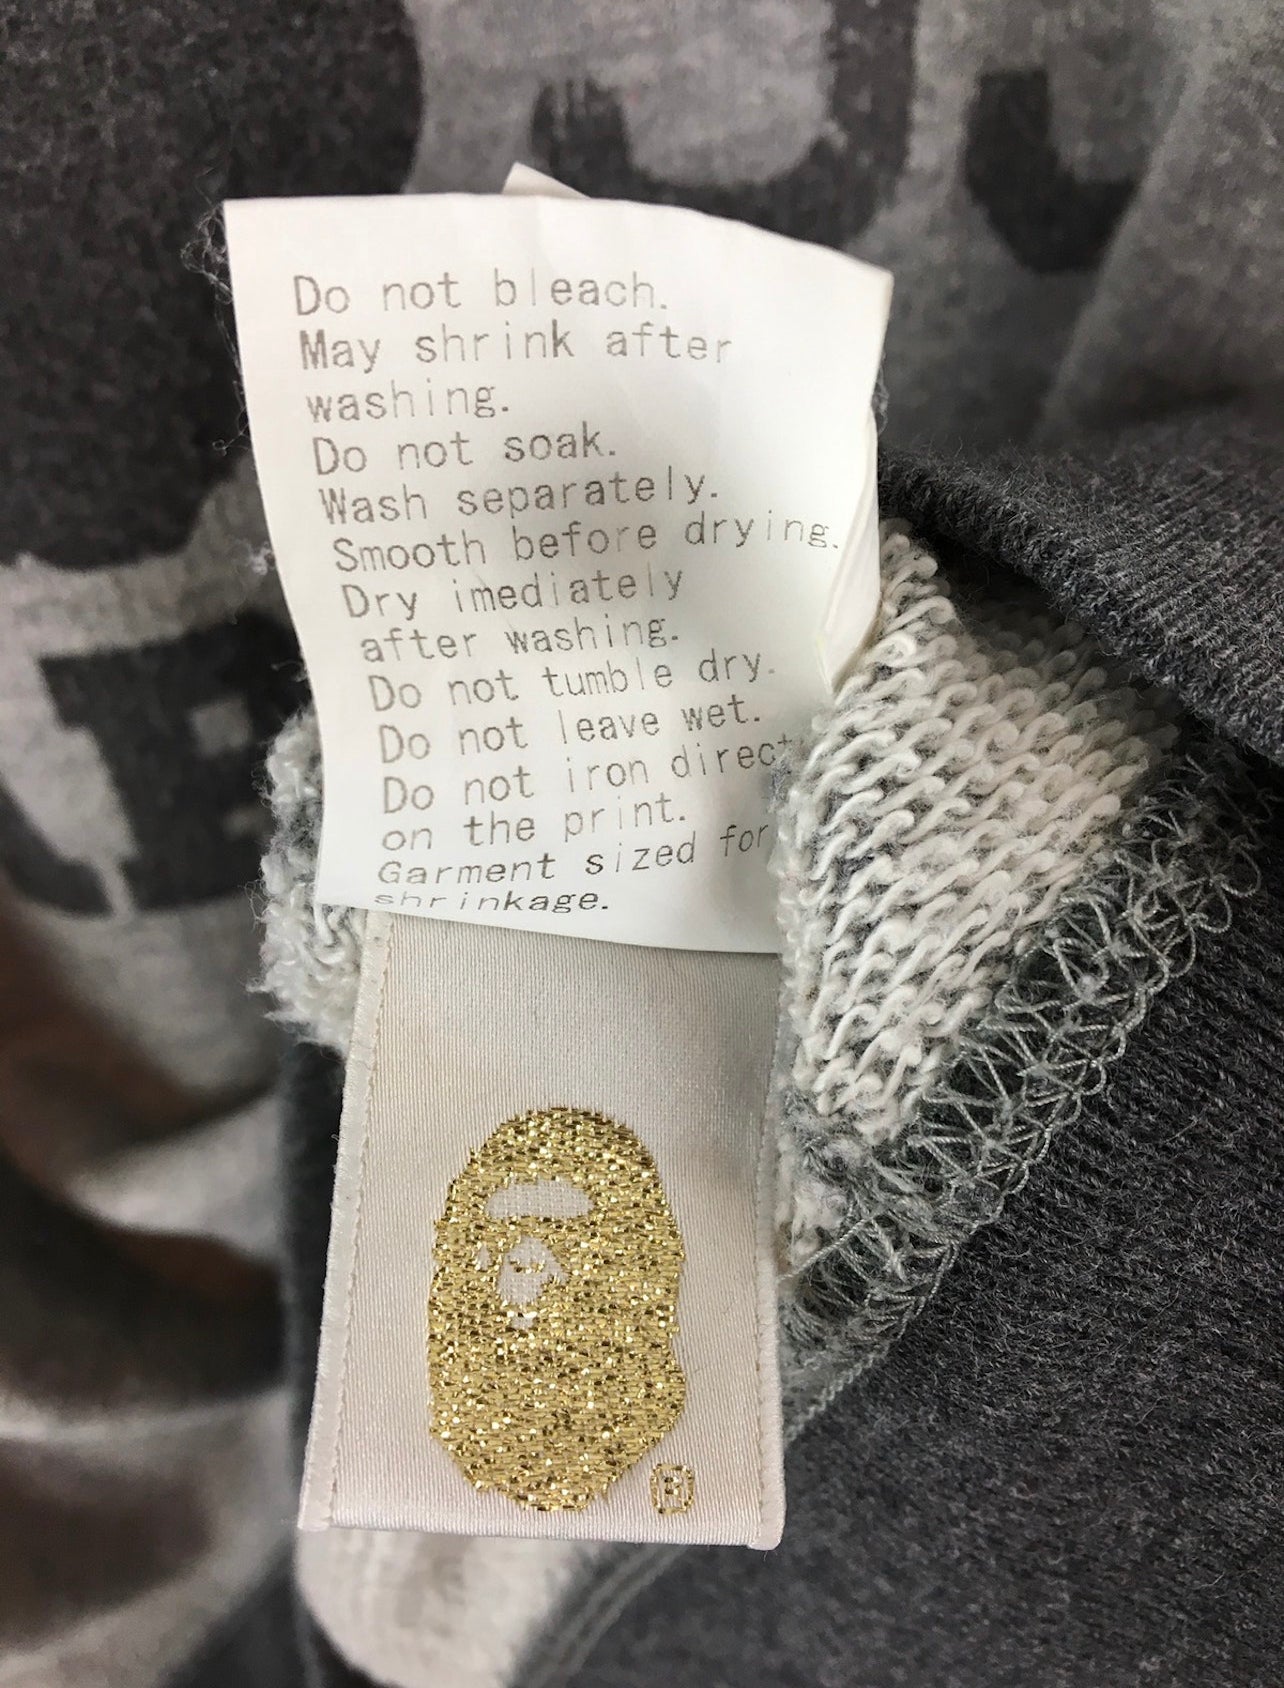 Do not bleach.
May shrink after
washing.
Do not soak.
Wash separately.
Smooth before drying.
Dry imediately
after washing.
Do not tumble dry.
Do not leave wet.
Do not iron direct
on the print.
Garment sized for
shrinkage.
®